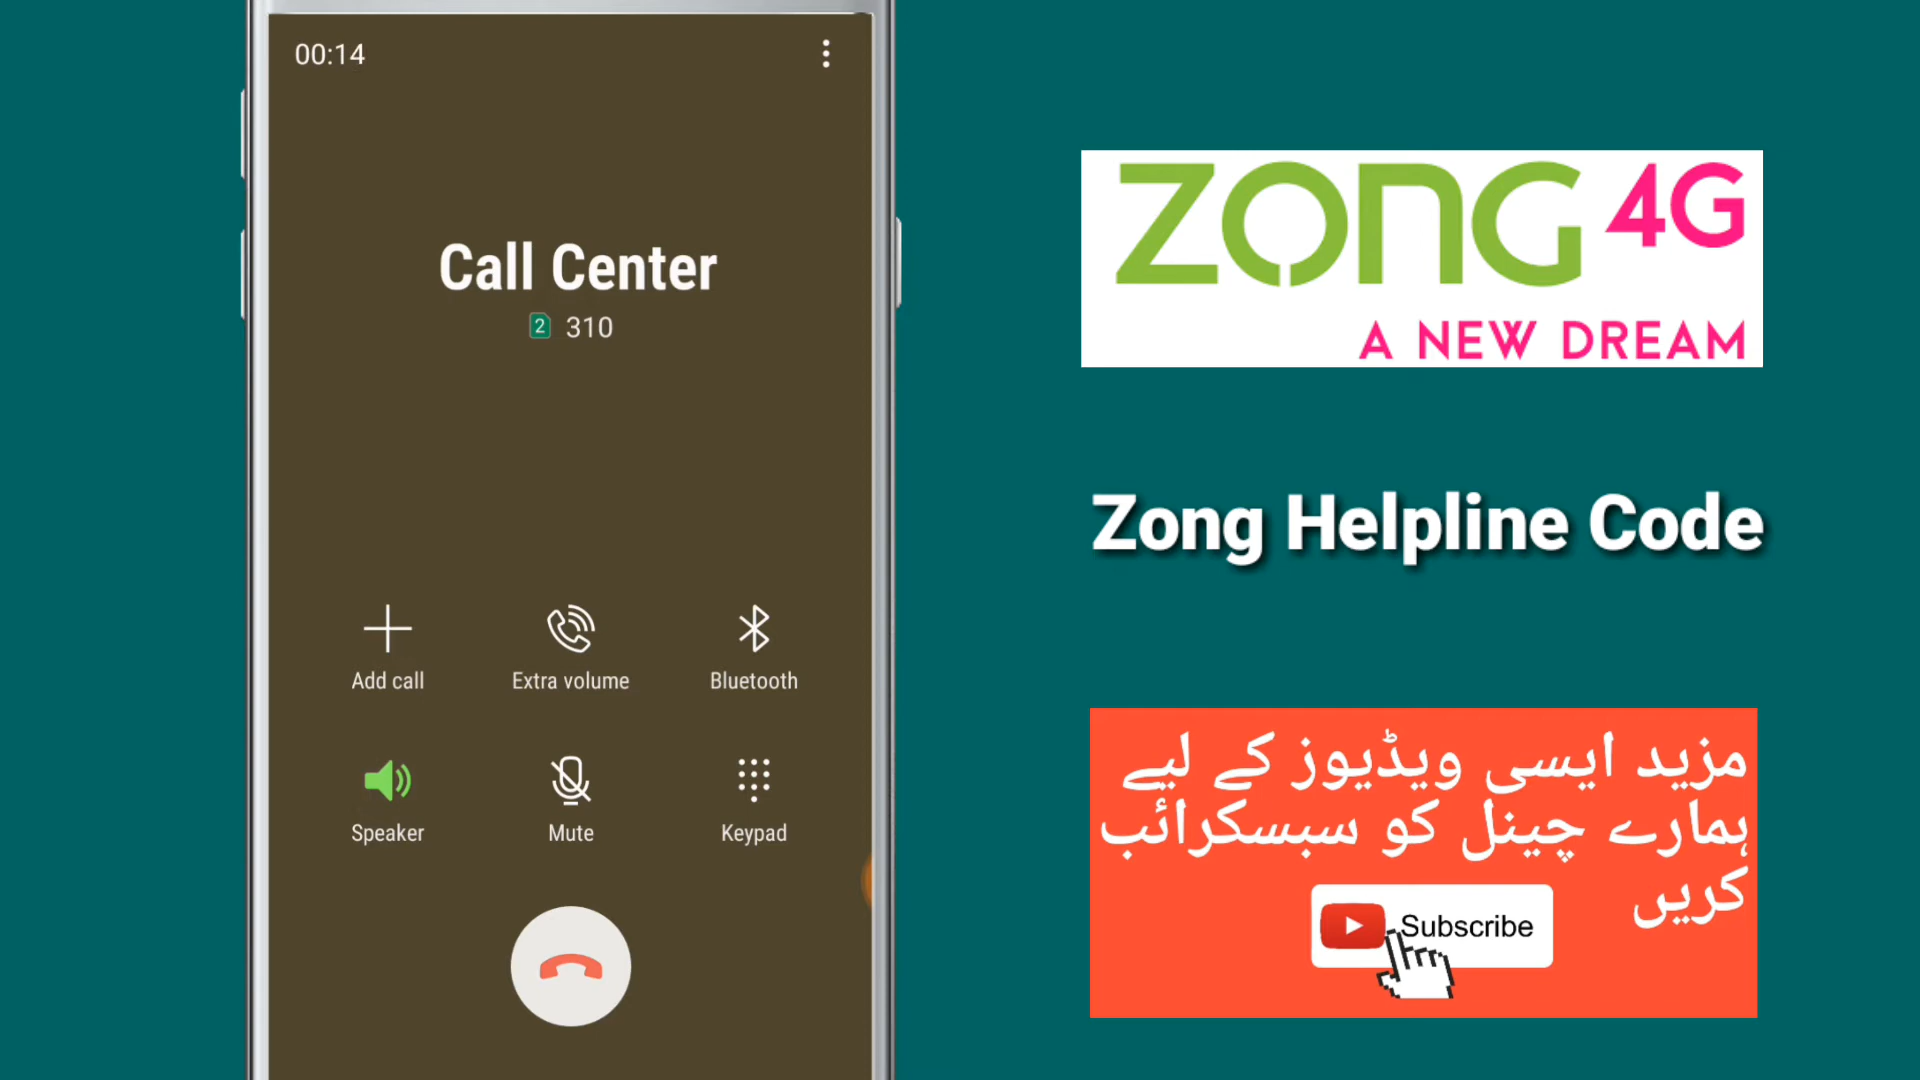 00:14
Call Center
2 310
Add call
Extra volume
Bluetooth
Speaker
Mute
Keypad
ZONG 4G
A NEW DREAM
Zong Helpline Code
مزید ایسی ویڈیوز کے لیے
ہمارے چینل کو سبسکرائب
کریں
Subscribe